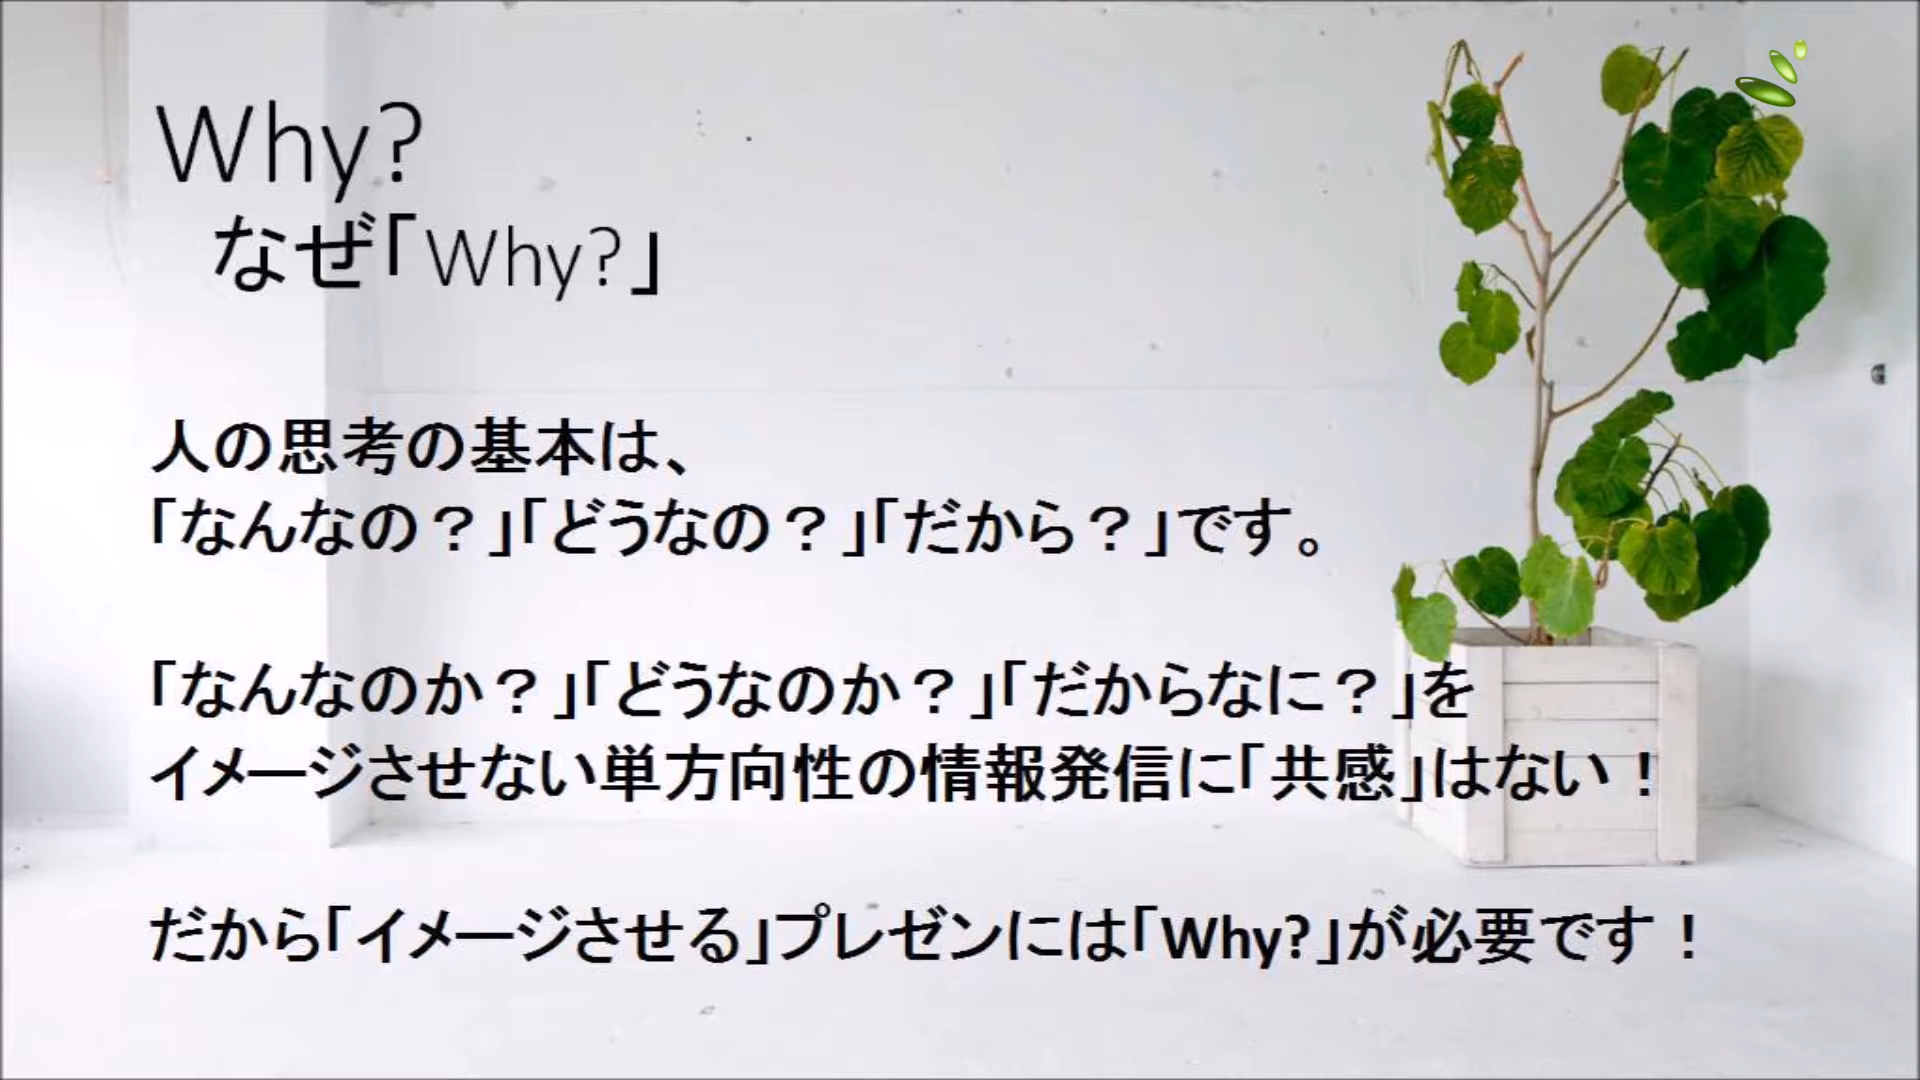 Why?
なぜ「Why?」
人の思考の基本は、
「なんなの？」「どうなの？」「だから？」です。
「なんなのか？」「どうなのか？」「だからなに？」を
イメージさせない単方向性の情報発信に「共感」はない！
だから「イメージさせる」プレゼンには「Why?」が必要です！